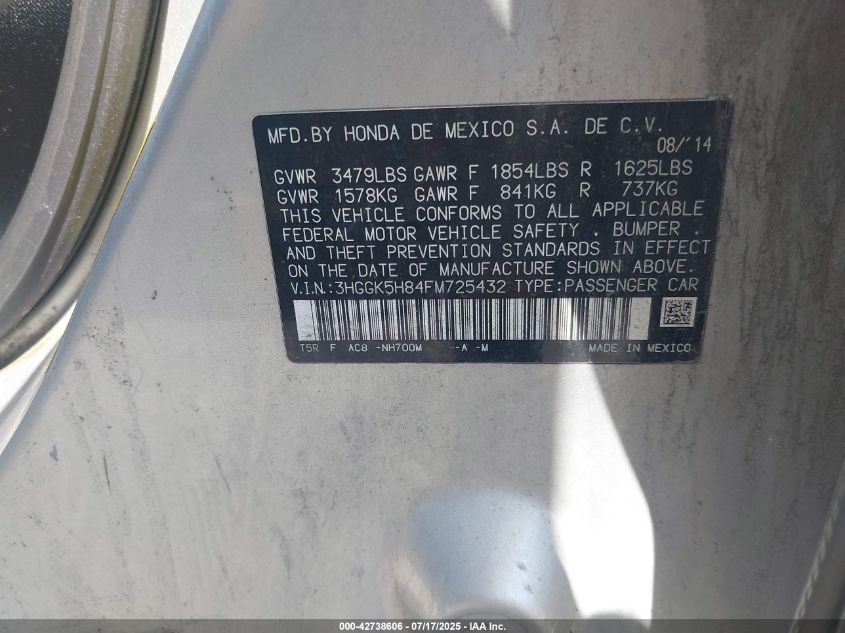 MFD.BY HONDA DE MEXICO S.A. DE C.V.
08/'14
GVWR 3479LBS GAWR F 1854LBS R 1625LBS
GVWR 1578KG GAWR F 841KG R 737KG
THIS VEHICLE CONFORMS TO ALL APPLICABLE
FEDERAL MOTOR VEHICLE SAFETY . BUMPER .
AND THEFT PREVENTION STANDARDS IN EFFECT
ON THE DATE OF MANUFACTURE SHOWN ABOVE.
V.I.N.:3HGGK5H84FM725432 TYPE:PASSENGER CAR
T5R F AC8 -NH700M -A -M MADE IN MEXICO
000-42738606 - 07/17/2025 - IAA Inc.